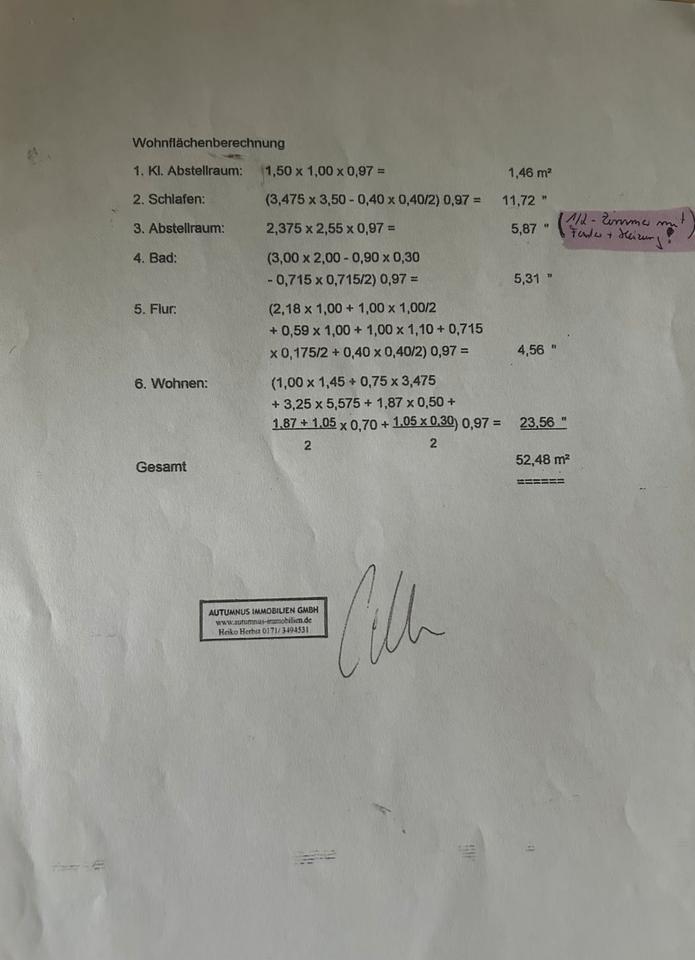 Wohnflächenberechnung
1. Kl. Abstellraum: 1,50 x 1,00 x 0,97 = 1,46 m²
2. Schlafen: (3,475 x 3,50 - 0,40 x 0,40/2) 0,97 = 11,72 "
3. Abstellraum: 2,375 x 2,55 x 0,97 = 5,87 " (1/2 - Zimmer mit
Fenster + Heizung!
4. Bad: (3,00 x 2,00 - 0,90 x 0,30
- 0,715 x 0,715/2) 0,97 = 5,31 "
5. Flur: (2,18 x 1,00 + 1,00 x 1,00/2
+ 0,59 x 1,00 + 1,00 x 1,10 + 0,715
x 0,175/2 + 0,40 x 0,40/2) 0,97 = 4,56 "
6. Wohnen: (1,00 x 1,45 + 0,75 x 3,475
+ 3,25 x 5,575 + 1,87 x 0,50 +
1,87 + 1,05 x 0,70 + 1,05 x 0,30) 0,97 = 23,56 "
2 2
Gesamt 52,48 m²
======
AUTUMNUS IMMOBILIEN GMBH
www.autumnus-immobilien.de
Heiko Herbst 0171/ 3494531